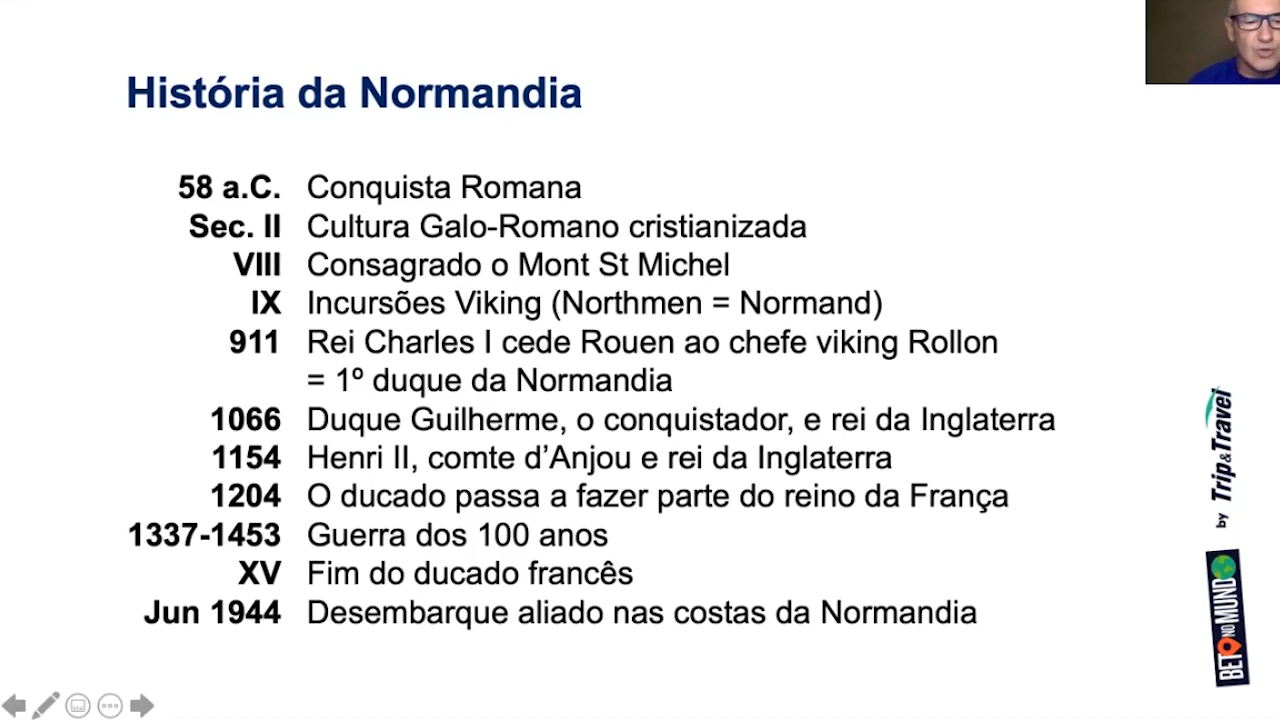 História da Normandia
58 a.C. Conquista Romana
Sec. II Cultura Galo-Romano cristianizada
VIII Consagrado o Mont St Michel
IX Incursões Viking (Northmen = Normand)
911 Rei Charles I cede Rouen ao chefe viking Rollon
= 1º duque da Normandia
1066 Duque Guilherme, o conquistador, e rei da Inglaterra
1154 Henri II, comte d’Anjou e rei da Inglaterra
1204 O ducado passa a fazer parte do reino da França
1337-1453 Guerra dos 100 anos
XV Fim do ducado francês
Jun 1944 Desembarque aliado nas costas da Normandia
by Trip&Travel
BETO NO MUNDO